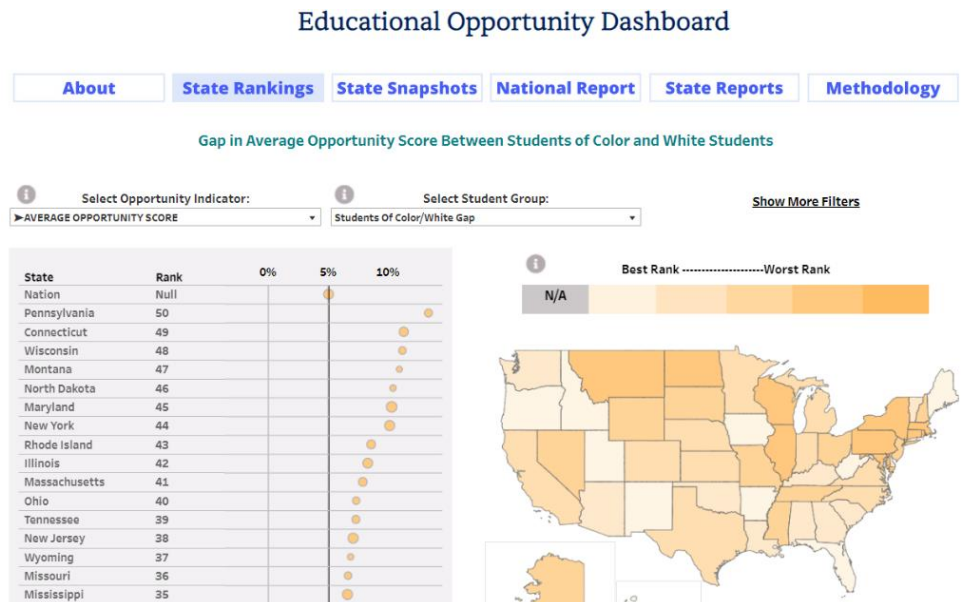 Educational Opportunity Dashboard
About State Rankings State Snapshots National Report State Reports Methodology
Gap in Average Opportunity Score Between Students of Color and White Students
Select Opportunity Indicator: Select Student Group: Show More Filters
➤AVERAGE OPPORTUNITY SCORE Students Of Color/White Gap
Best Rank ----------------------Worst Rank
N/A
State Rank 0% 5% 10%
Nation Null
Pennsylvania 50
Connecticut 49
Wisconsin 48
Montana 47
North Dakota 46
Maryland 45
New York 44
Rhode Island 43
Illinois 42
Massachusetts 41
Ohio 40
Tennessee 39
New Jersey 38
Wyoming 37
Missouri 36
Mississippi 35